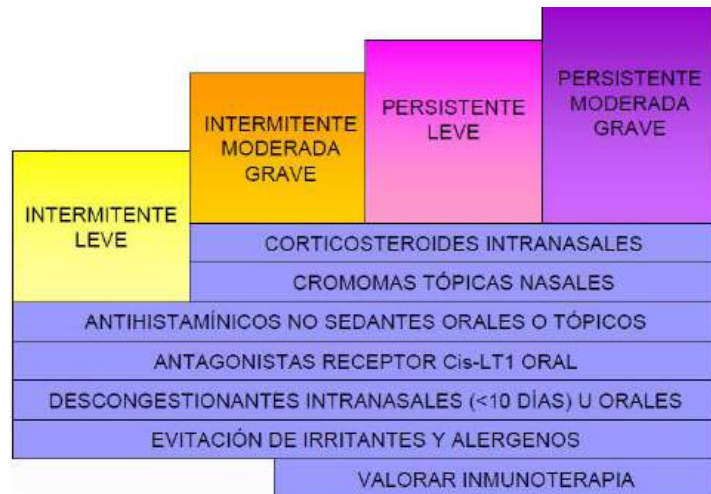 INTERMITENTE
LEVE
INTERMITENTE
MODERADA
GRAVE
PERSISTENTE
LEVE
PERSISTENTE
MODERADA
GRAVE
CORTICOSTEROIDES INTRANASALES
CROMOMAS TÓPICAS NASALES
ANTIHISTAMÍNICOS NO SEDANTES ORALES O TÓPICOS
ANTAGONISTAS RECEPTOR Cis-LT1 ORAL
DESCONGESTIONANTES INTRANASALES (<10 DÌAS) U ORALES
EVITACIÓN DE IRRITANTES Y ALERGENOS
VALORAR INMUNOTERAPIA